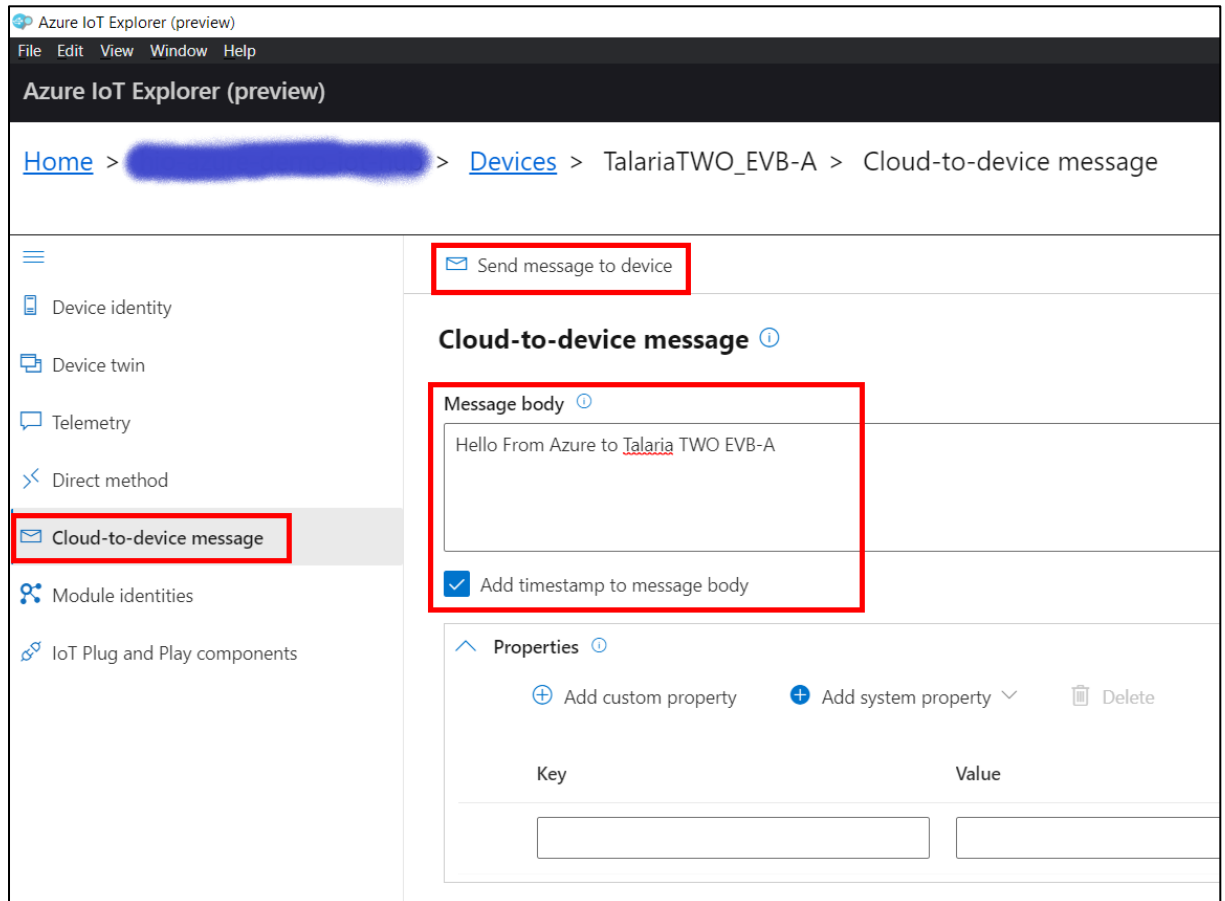 Azure IoT Explorer (preview)
File Edit View Window Help
Azure IoT Explorer (preview)
Home > > Devices > TalariaTWO_EVB-A > Cloud-to-device message
Device identity
Device twin
Telemetry
Direct method
Cloud-to-device message
Module identities
IoT Plug and Play components
Send message to device
Cloud-to-device message
Message body
Hello From Azure to Talaria TWO EVB-A
Add timestamp to message body
Properties
Add custom property Add system property Delete
Key Value